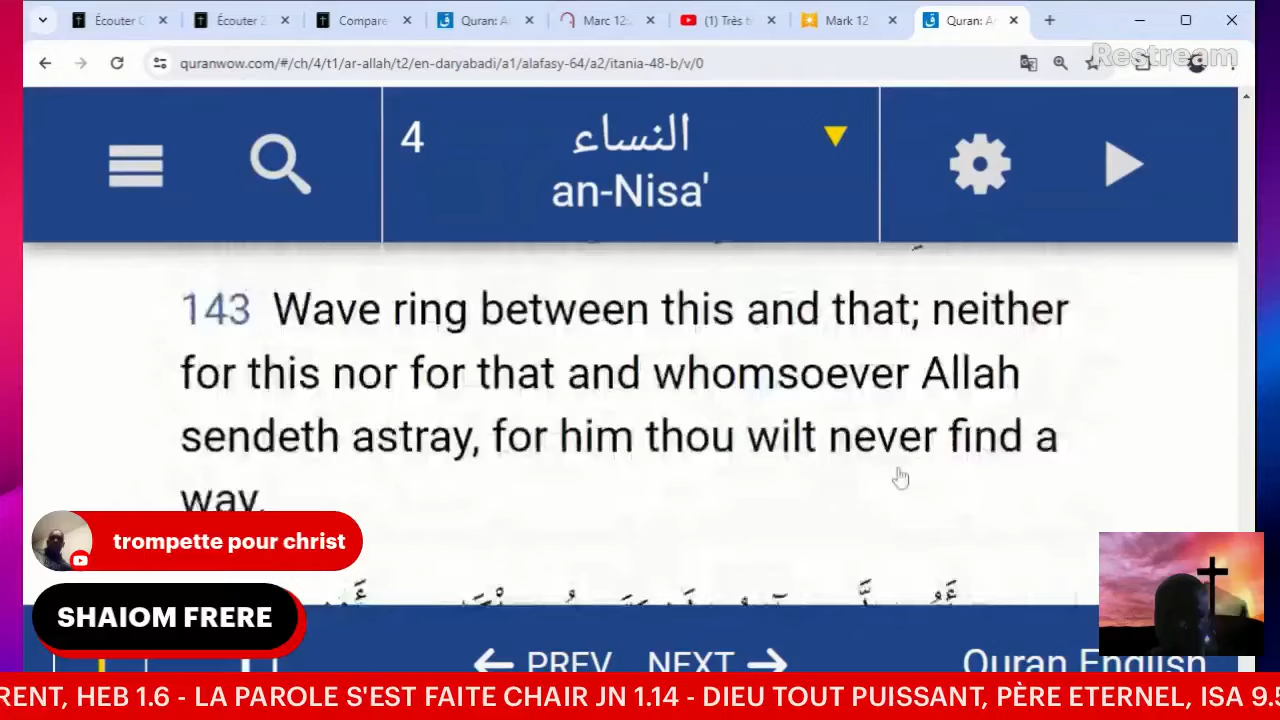 Écouter
Écouter 2
Compare
Quran: A
Marc 12:
(1) Très b
Mark 12
Quran: A
quranwow.com/#/ch/4/t1/ar-allah/t2/en-daryabadi/a1/alafasy-64/a2/itania-48-b/v/0
Restream
4
النساء
an-Nisa'
143 Wave ring between this and that; neither
for this nor for that and whomsoever Allah
sendeth astray, for him thou wilt never find a
way.
trompette pour christ
SHAIOM FRERE
← PREV NEXT →
Quran English
RENT, HEB 1.6 - LA PAROLE S'EST FAITE CHAIR JN 1.14 - DIEU TOUT PUISSANT, PÈRE ETERNEL, ISA 9.5